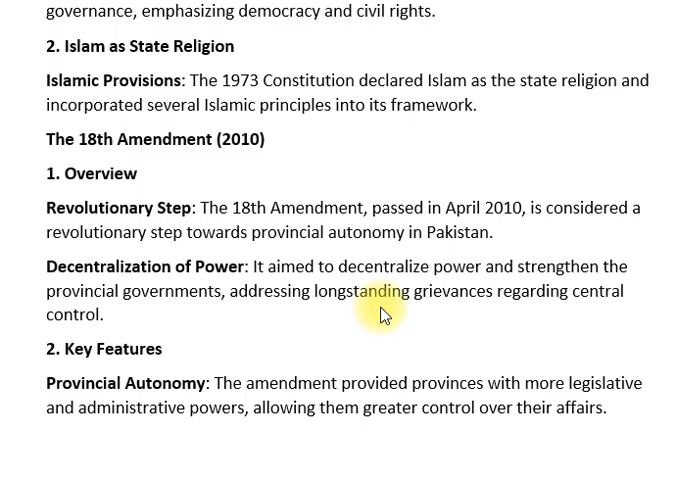 governance, emphasizing democracy and civil rights.
2. Islam as State Religion
Islamic Provisions: The 1973 Constitution declared Islam as the state religion and
incorporated several Islamic principles into its framework.
The 18th Amendment (2010)
1. Overview
Revolutionary Step: The 18th Amendment, passed in April 2010, is considered a
revolutionary step towards provincial autonomy in Pakistan.
Decentralization of Power: It aimed to decentralize power and strengthen the
provincial governments, addressing longstanding grievances regarding central
control.
2. Key Features
Provincial Autonomy: The amendment provided provinces with more legislative
and administrative powers, allowing them greater control over their affairs.